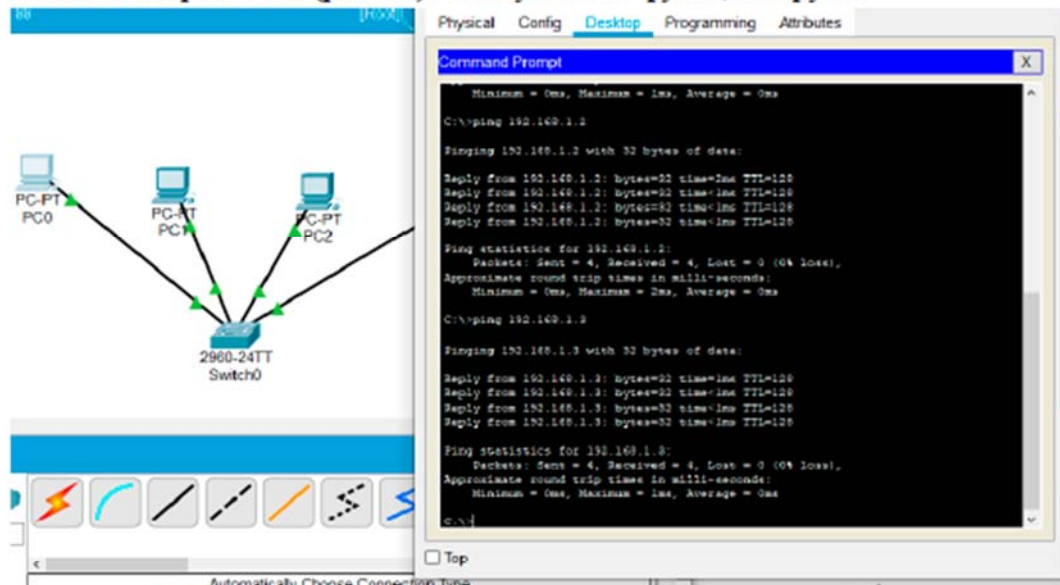 Physical Config Desktop Programming Attributes
Command Prompt X
Minimum = 0ms, Maximum = 1ms, Average = 0ms
C:\>ping 192.168.1.2
Pinging 192.168.1.2 with 32 bytes of data:
Reply from 192.168.1.2: bytes=32 time=2ms TTL=128
Reply from 192.168.1.2: bytes=32 time<1ms TTL=128
Reply from 192.168.1.2: bytes=32 time<1ms TTL=128
Reply from 192.168.1.2: bytes=32 time<1ms TTL=128
Ping statistics for 192.168.1.2:
Packets: Sent = 4, Received = 4, Lost = 0 (0% loss),
Approximate round trip times in milli-seconds:
Minimum = 0ms, Maximum = 2ms, Average = 0ms
C:\>ping 192.168.1.3
Pinging 192.168.1.3 with 32 bytes of data:
Reply from 192.168.1.3: bytes=32 time=1ms TTL=128
Reply from 192.168.1.3: bytes=32 time<1ms TTL=128
Reply from 192.168.1.3: bytes=32 time<1ms TTL=128
Reply from 192.168.1.3: bytes=32 time<1ms TTL=128
Ping statistics for 192.168.1.3:
Packets: Sent = 4, Received = 4, Lost = 0 (0% loss),
Approximate round trip times in milli-seconds:
Minimum = 0ms, Maximum = 1ms, Average = 0ms
C:\>
Top
[Root]
PC-PT
PC0
PC-PT
PC1
PC-PT
PC2
2960-24TT
Switch0
Automatically Choose Connection Type